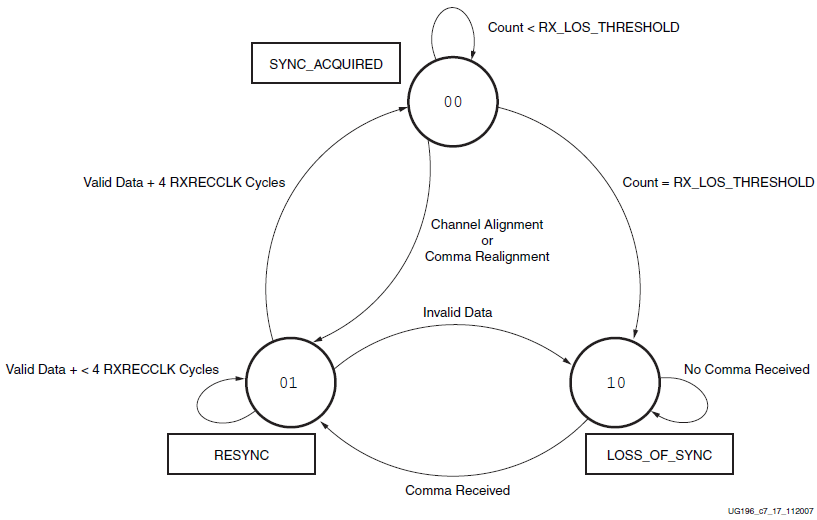 Count < RX_LOS_THRESHOLD
SYNC_ACQUIRED
00
Valid Data + 4 RXRECCLK Cycles
Count = RX_LOS_THRESHOLD
Channel Alignment
or
Comma Realignment
Invalid Data
Valid Data + < 4 RXRECCLK Cycles
01
10
No Comma Received
RESYNC
LOSS_OF_SYNC
Comma Received
UG196_c7_17_112007